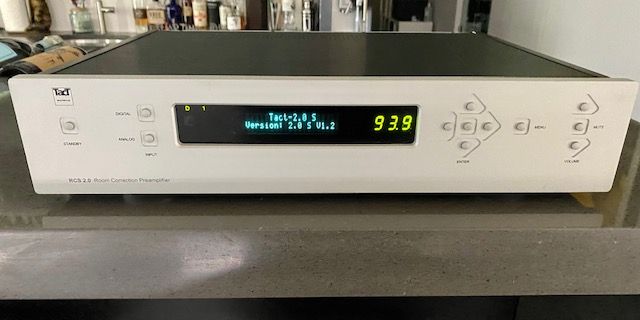 TacT
D 1
DIGITAL
Tact-2.0 S
93.9
Version: 2.0 S V1.2
STANDBY
ANALOG
INPUT
MENU
MUTE
ENTER
VOLUME
RCS 2.0 Room Correction Preamplifier